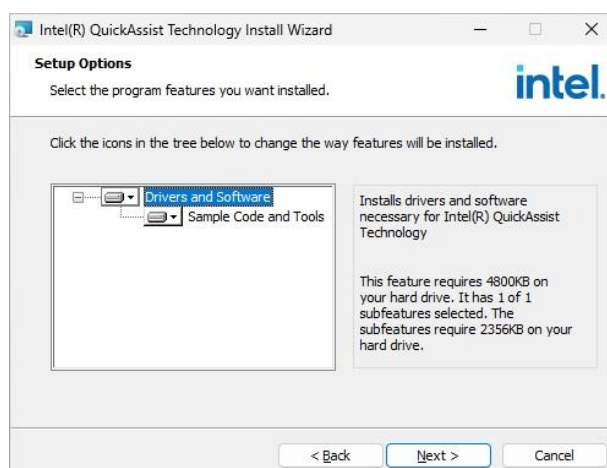 Intel(R) QuickAssist Technology Install Wizard
Setup Options
Select the program features you want installed.
intel.
Click the icons in the tree below to change the way features will be installed.
Drivers and Software
Sample Code and Tools
Installs drivers and software
necessary for Intel(R) QuickAssist
Technology
This feature requires 4800KB on
your hard drive. It has 1 of 1
subfeatures selected. The
subfeatures require 2356KB on your
hard drive.
< Back
Next >
Cancel